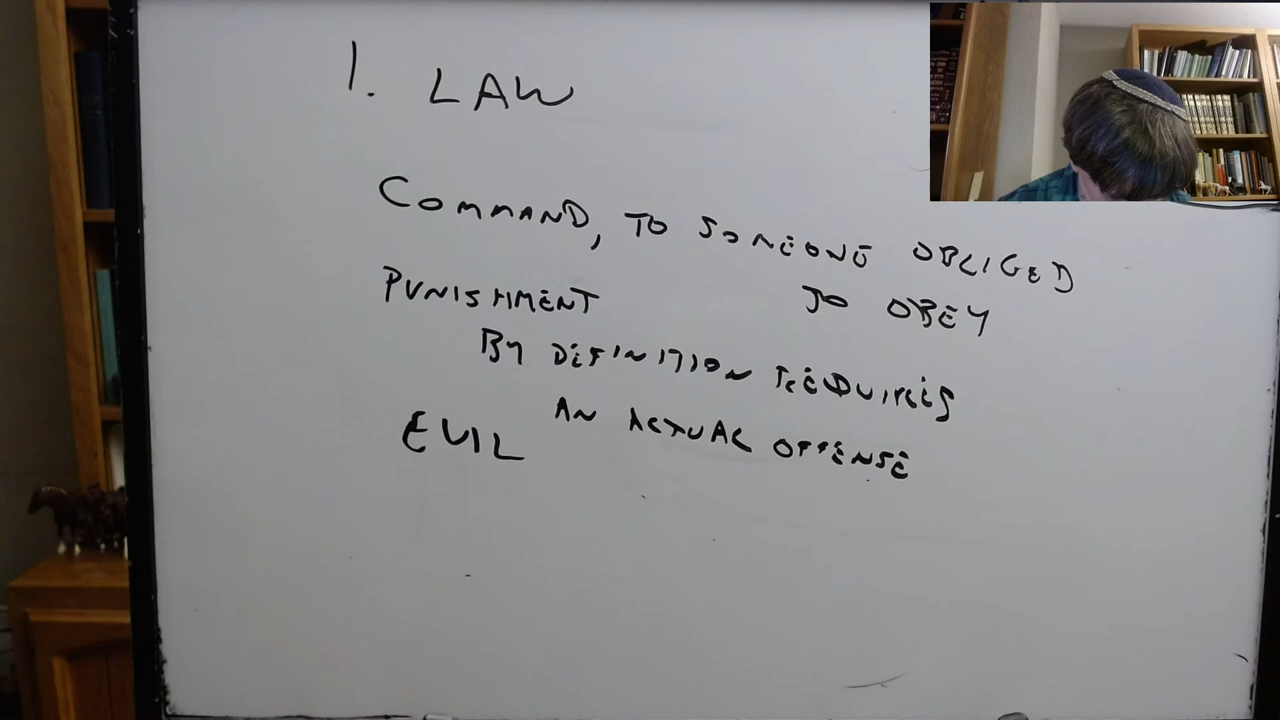 1. LAW
COMMAND, TO SOMEONE OBLIGED
TO OBEY
PUNISHMENT
BY DEFINITION REQUIRES
AN ACTUAL OFFENSE
EVIL